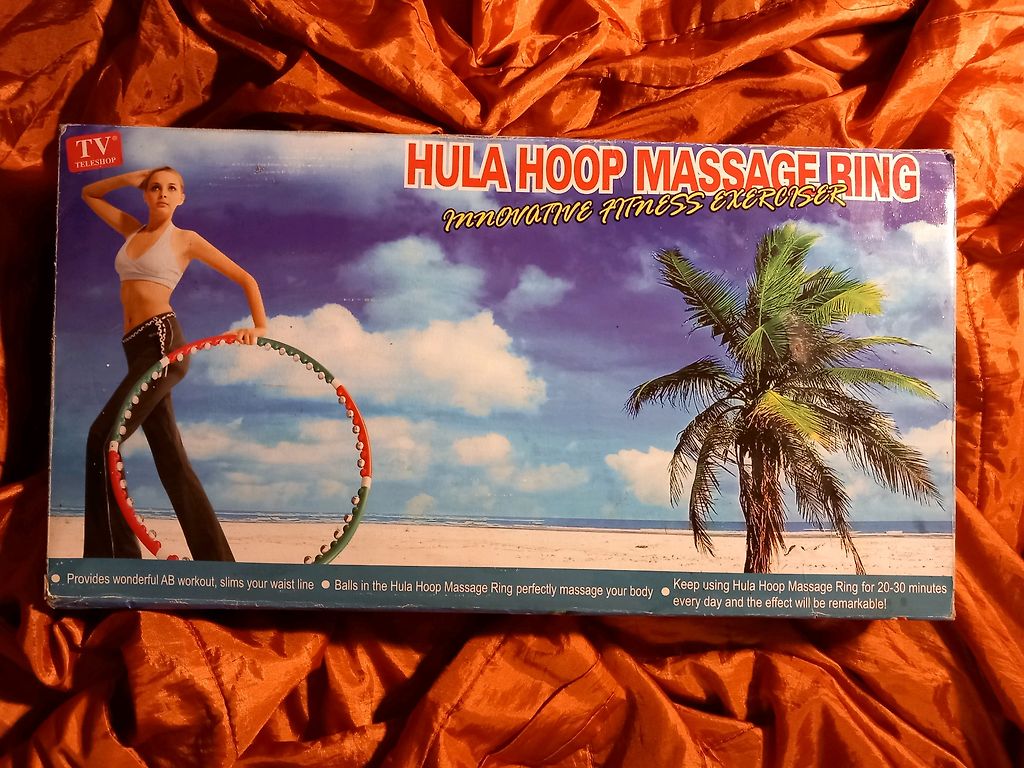 TV®
TELESHOP
HULA HOOP MASSAGE RING
INNOVATIVE FITNESS EXERCISER
● Provides wonderful AB workout, slims your waist line ● Balls in the Hula Hoop Massage Ring perfectly massage your body ● Keep using Hula Hoop Massage Ring for 20-30 minutes
every day and the effect will be remarkable!